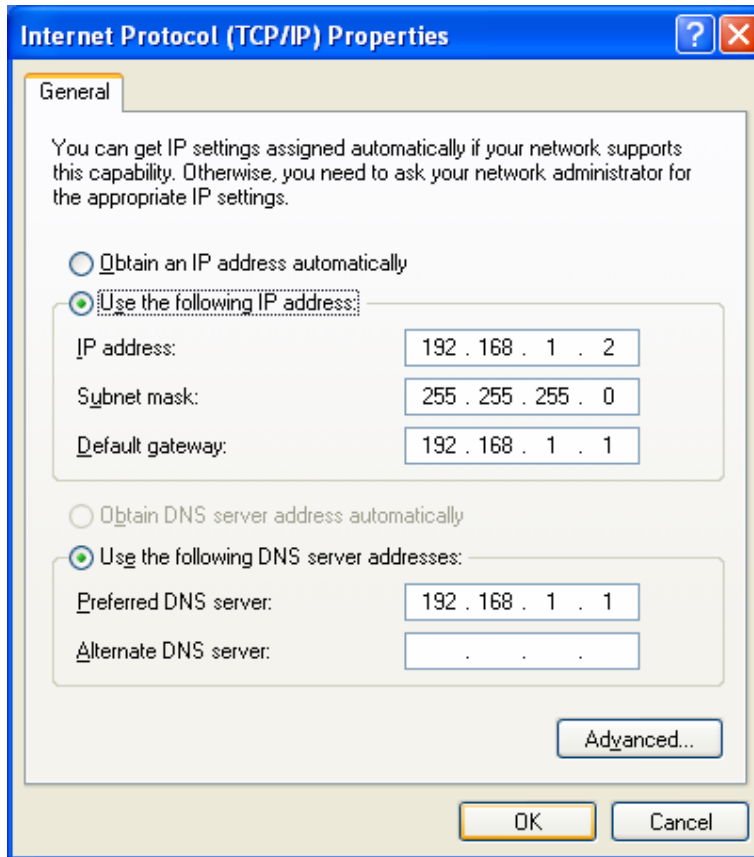 Internet Protocol (TCP/IP) Properties
General
You can get IP settings assigned automatically if your network supports
this capability. Otherwise, you need to ask your network administrator for
the appropriate IP settings.
Obtain an IP address automatically
Use the following IP address:
IP address: 192 . 168 . 1 . 2
Subnet mask: 255 . 255 . 255 . 0
Default gateway: 192 . 168 . 1 . 1
Obtain DNS server address automatically
Use the following DNS server addresses:
Preferred DNS server: 192 . 168 . 1 . 1
Alternate DNS server: . . .
Advanced...
OK Cancel